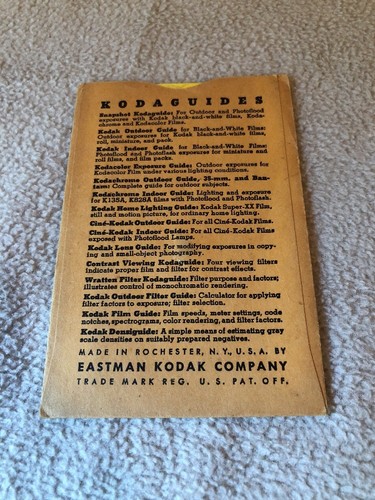 KODAGUIDES
Snapshot Kodaguide: For Outdoor and Photoflood
exposures with Kodak black-and-white films, Koda-
chrome and Kodacolor Films.
Kodak Outdoor Guide for Black-and-White Films:
Outdoor exposures for Kodak black-and-white films,
roll, miniature, and pack.
Kodak Indoor Guide for Black-and-White Films:
Photoflood and Photoflash exposures for miniature and
roll films, and film packs.
Kodacolor Exposure Guide: Outdoor exposures for
Kodacolor Film under various lighting conditions.
Kodachrome Outdoor Guide, 35-mm. and Ban-
tam: Complete guide for outdoor subjects.
Kodachrome Indoor Guide: Lighting and exposure
for K135A, K828A films with Photoflood and Photoflash.
Kodak Home Lighting Guide: Kodak Super-XX Film,
still and motion picture, for ordinary home lighting.
Ciné-Kodak Outdoor Guide: For all Ciné-Kodak Films.
Ciné-Kodak Indoor Guide: For all Ciné-Kodak Films
exposed with Photoflood Lamps.
Kodak Lens Guide: For modifying exposures in copy-
ing and small-object photography.
Contrast Viewing Kodaguide: Four viewing filters
indicate proper film and filter for contrast effects.
Wratten Filter Kodaguide: Filter purpose and factors;
illustrates control of monochromatic rendering.
Kodak Outdoor Filter Guide: Calculator for applying
filter factors to exposure; filter selection.
Kodak Film Guide: Film speeds, meter settings, code
notches, spectrograms, color rendering, and filter factors.
Kodak Densiguide: A simple means of estimating gray
scale densities on suitably prepared negatives.
MADE IN ROCHESTER, N.Y., U.S.A. BY
EASTMAN KODAK COMPANY
TRADE MARK REG. U.S. PAT. OFF.